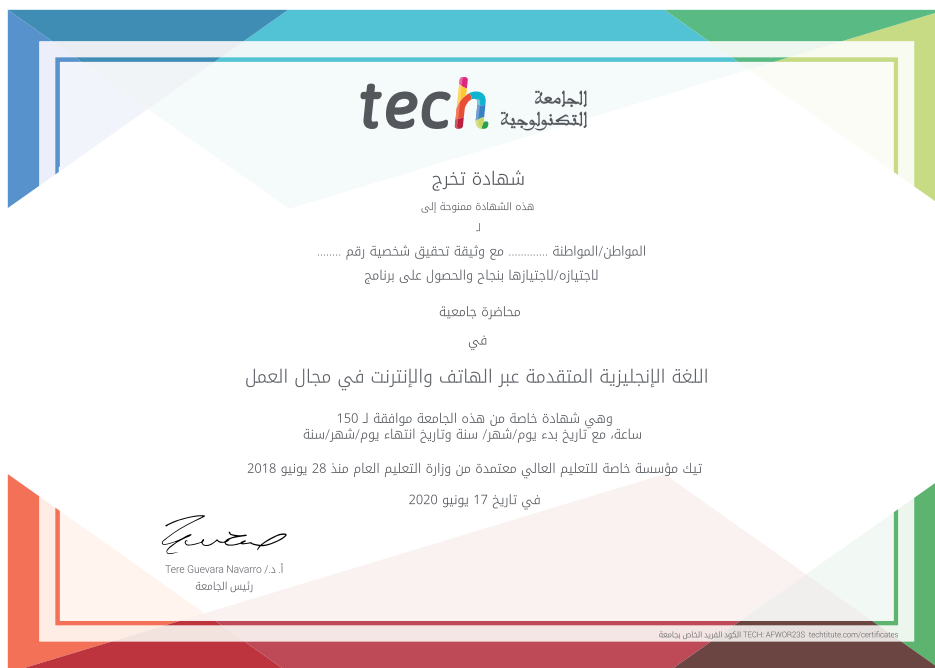 tech الجامعة
التكنولوجية
شهادة تخرج
هذه الشهادة ممنوحة إلى
لـ
المواطن/المواطنة ............. مع وثيقة تحقيق شخصية رقم ........
لاجتيازه/لاجتيازها بنجاح والحصول على برنامج
محاضرة جامعية
في
اللغة الإنجليزية المتقدمة عبر الهاتف والإنترنت في مجال العمل
وهي شهادة خاصة من هذه الجامعة موافقة لـ 150
ساعة، مع تاريخ بدء يوم/شهر/ سنة وتاريخ انتهاء يوم/شهر/سنة
تيك مؤسسة خاصة للتعليم العالي معتمدة من وزارة التعليم العام منذ 28 يونيو 2018
في تاريخ 17 يونيو 2020
أ. د./ Tere Guevara Navarro
رئيس الجامعة
الكود الفريد الخاص بجامعة TECH: AFWOR23S techtitute.com/certificates